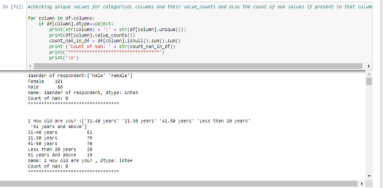 In [75]: #checking unique values for categorical columns and their value_counts and also the count of nan values if present in that column
for column in df.columns:
if df[column].dtype==object:
print(str(column) + ':' + str(df[column].unique()))
print(df[column].value_counts())
count_nan_in_df = df[column].isnull().sum().sum()
print ('Count of NaN: ' + str(count_nan_in_df))
print('**********************************')
print('\n')
1Gender of respondent:['Male' 'Female']
Female 181
Male 88
Name: 1Gender of respondent, dtype: int64
Count of NaN: 0
**********************************
2 How old are you? :['31-40 years' '21-30 years' '41-50 years' 'Less than 20 years'
'51 years and above']
31-40 years 81
21-30 years 79
41-50 years 70
Less than 20 years 20
51 years and above 19
Name: 2 How old are you? , dtype: int64
Count of NaN: 0
**********************************